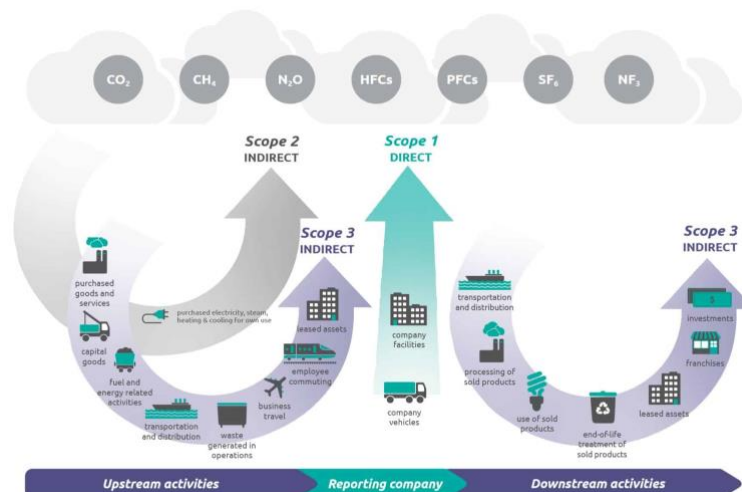 CO₂
CH₄
N₂O
HFCs
PFCs
SF₆
NF₃
Scope 2
INDIRECT
Scope 1
DIRECT
Scope 3
INDIRECT
Scope 3
INDIRECT
purchased
goods and
services
capital
goods
fuel and
energy related
activities
transportation
and distribution
waste
generated in
operations
business
travel
employee
commuting
leased assets
purchased electricity, steam,
heating & cooling for own use
company
facilities
company
vehicles
transportation
and distribution
processing of
sold products
use of sold
products
end-of-life
treatment of
sold products
leased assets
franchises
investments
$
Upstream activities
Reporting company
Downstream activities